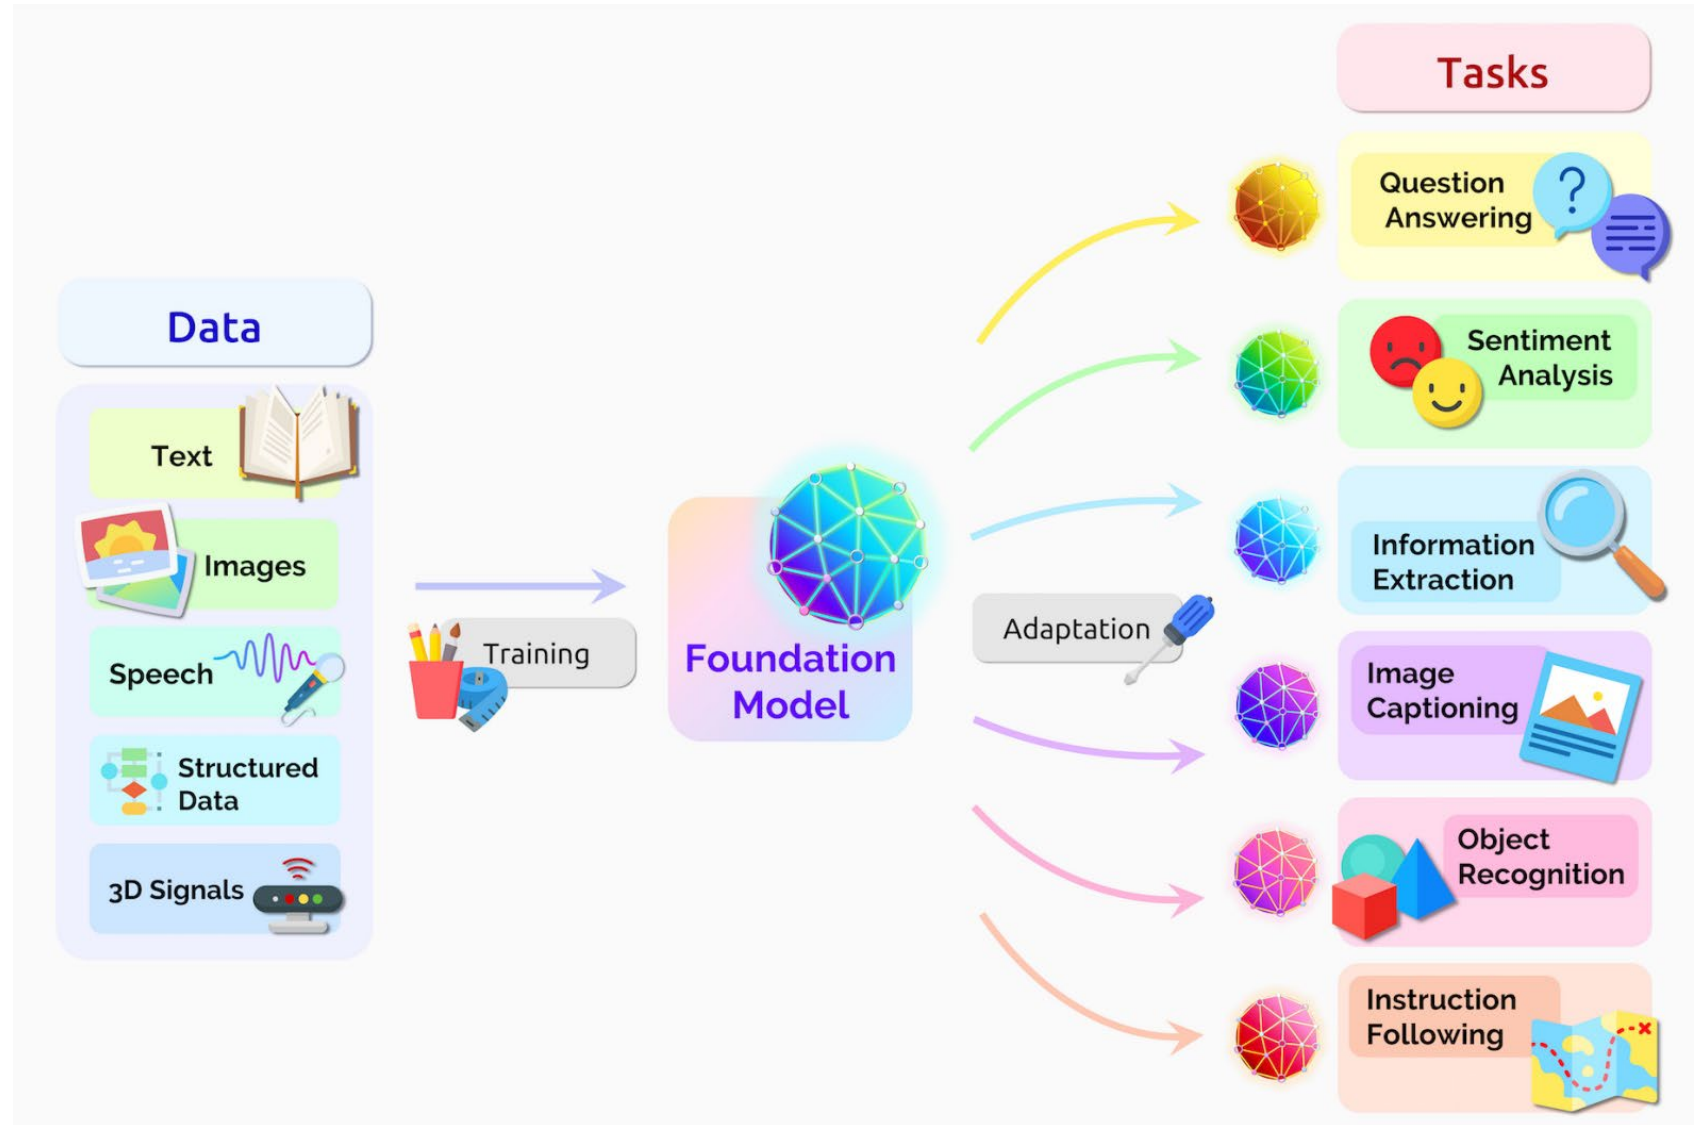 Data
Text
Images
Speech
Structured
Data
3D Signals
Training
Foundation
Model
Adaptation
Tasks
Question
Answering
?
Sentiment
Analysis
Information
Extraction
Image
Captioning
Object
Recognition
Instruction
Following